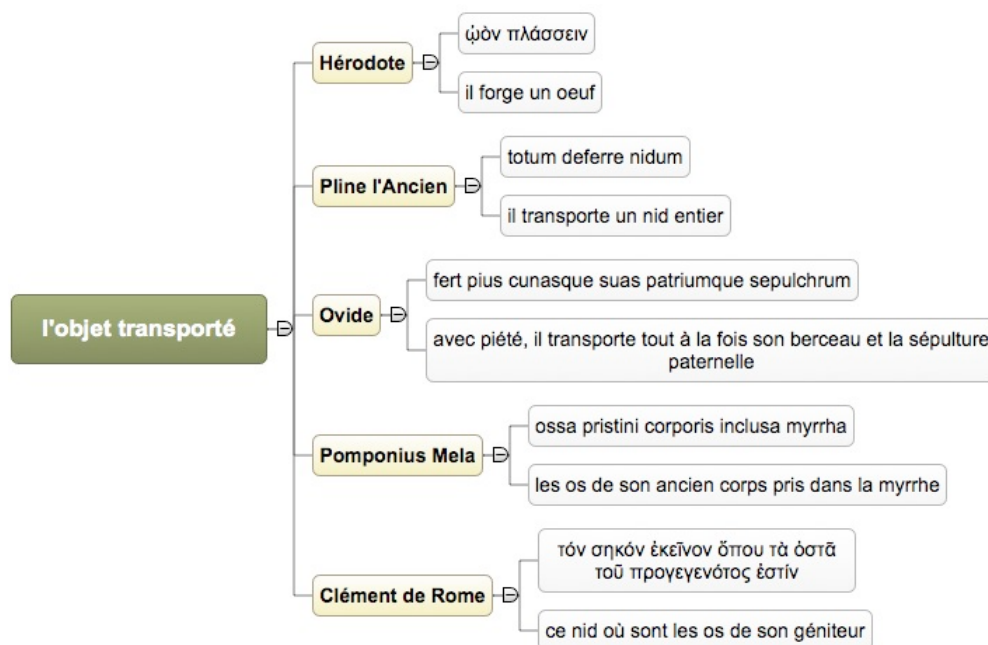 l'objet transporté
Hérodote
ᾠὸν πλάσσειν
il forge un oeuf
Pline l'Ancien
totum deferre nidum
il transporte un nid entier
Ovide
fert pius cunasque suas patriumque sepulchrum
avec piété, il transporte tout à la fois son berceau et la sépulture
paternelle
Pomponius Mela
ossa pristini corporis inclusa myrrha
les os de son ancien corps pris dans la myrrhe
Clément de Rome
τόν σηκόν ἐκεῖνον ὅπου τὰ ὀστᾶ
τοῦ προγεγενότος ἐστίν
ce nid où sont les os de son géniteur